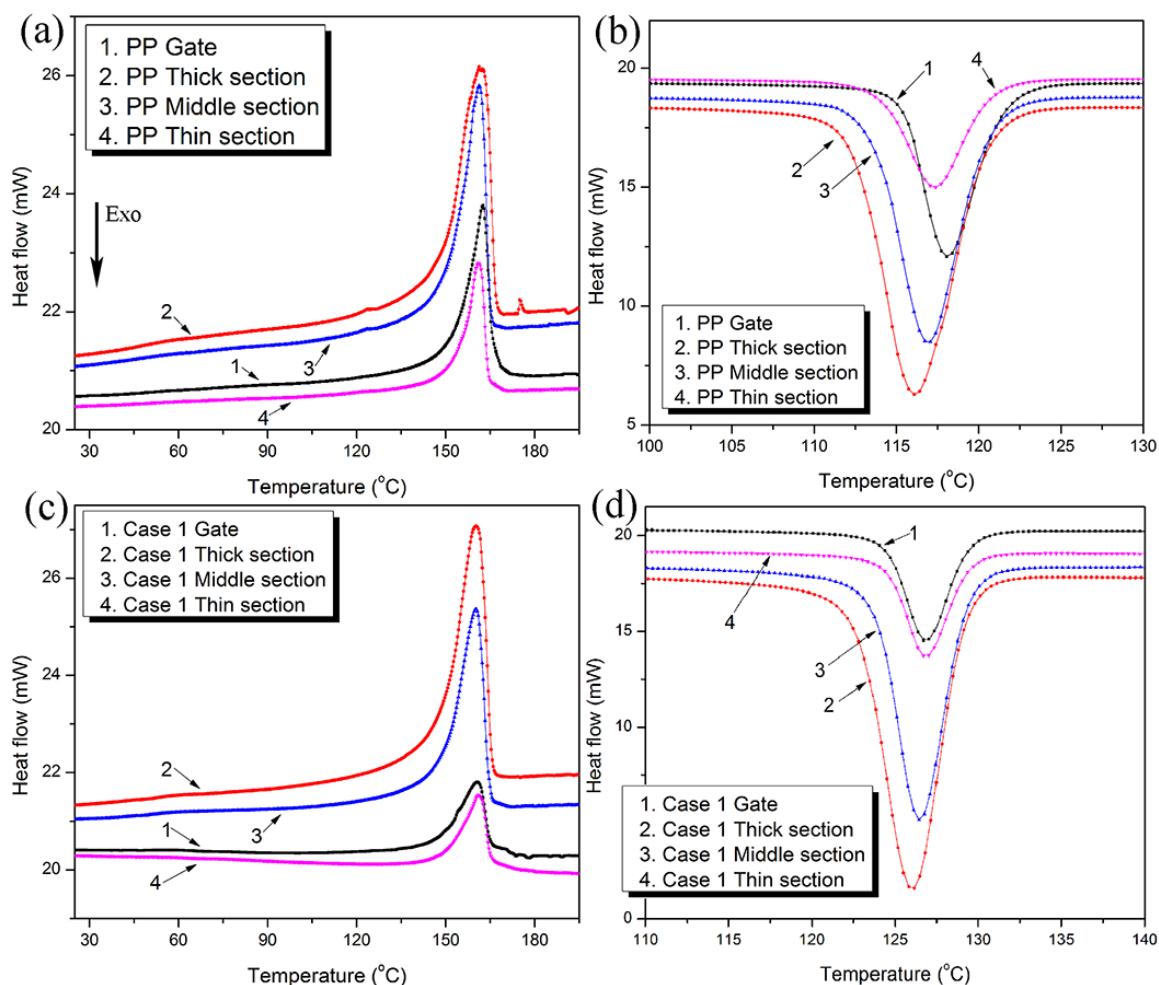 (a)
1. PP Gate
2. PP Thick section
3. PP Middle section
4. PP Thin section
Exo
26
24
22
20
Heat flow (mW)
2
1
3
4
30 60 90 120 150 180
Temperature (°C)
(b)
20
15
10
5
Heat flow (mW)
1
4
2
3
1. PP Gate
2. PP Thick section
3. PP Middle section
4. PP Thin section
100 105 110 115 120 125 130
Temperature (°C)
(c)
1. Case 1 Gate
2. Case 1 Thick section
3. Case 1 Middle section
4. Case 1 Thin section
26
24
22
20
Heat flow (mW)
2
1
3
4
30 60 90 120 150 180
Temperature (°C)
(d)
20
15
10
0
Heat flow (mW)
1
4
3
2
1. Case 1 Gate
2. Case 1 Thick section
3. Case 1 Middle section
4. Case 1 Thin section
110 115 120 125 130 135 140
Temperature (°C)